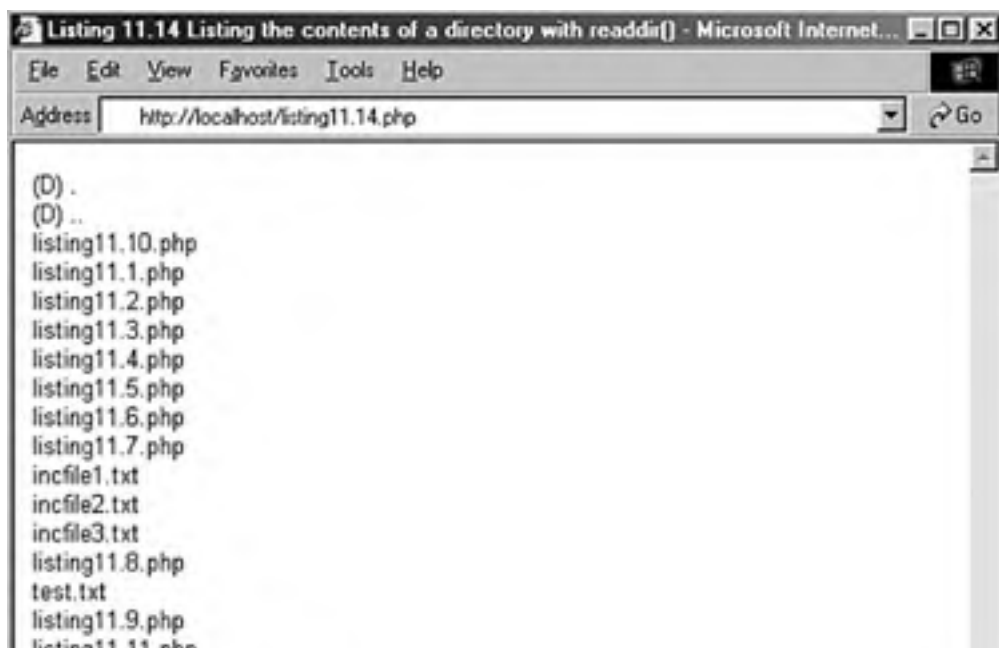 Listing 11.14 Listing the contents of a directory with readdir() - Microsoft Internet...
File Edit View Favorites Tools Help
Address http://localhost/listing11.14.php Go
(D) .
(D) ..
listing11.10.php
listing11.1.php
listing11.2.php
listing11.3.php
listing11.4.php
listing11.5.php
listing11.6.php
listing11.7.php
incfile1.txt
incfile2.txt
incfile3.txt
listing11.8.php
test.txt
listing11.9.php
listing11.11.php